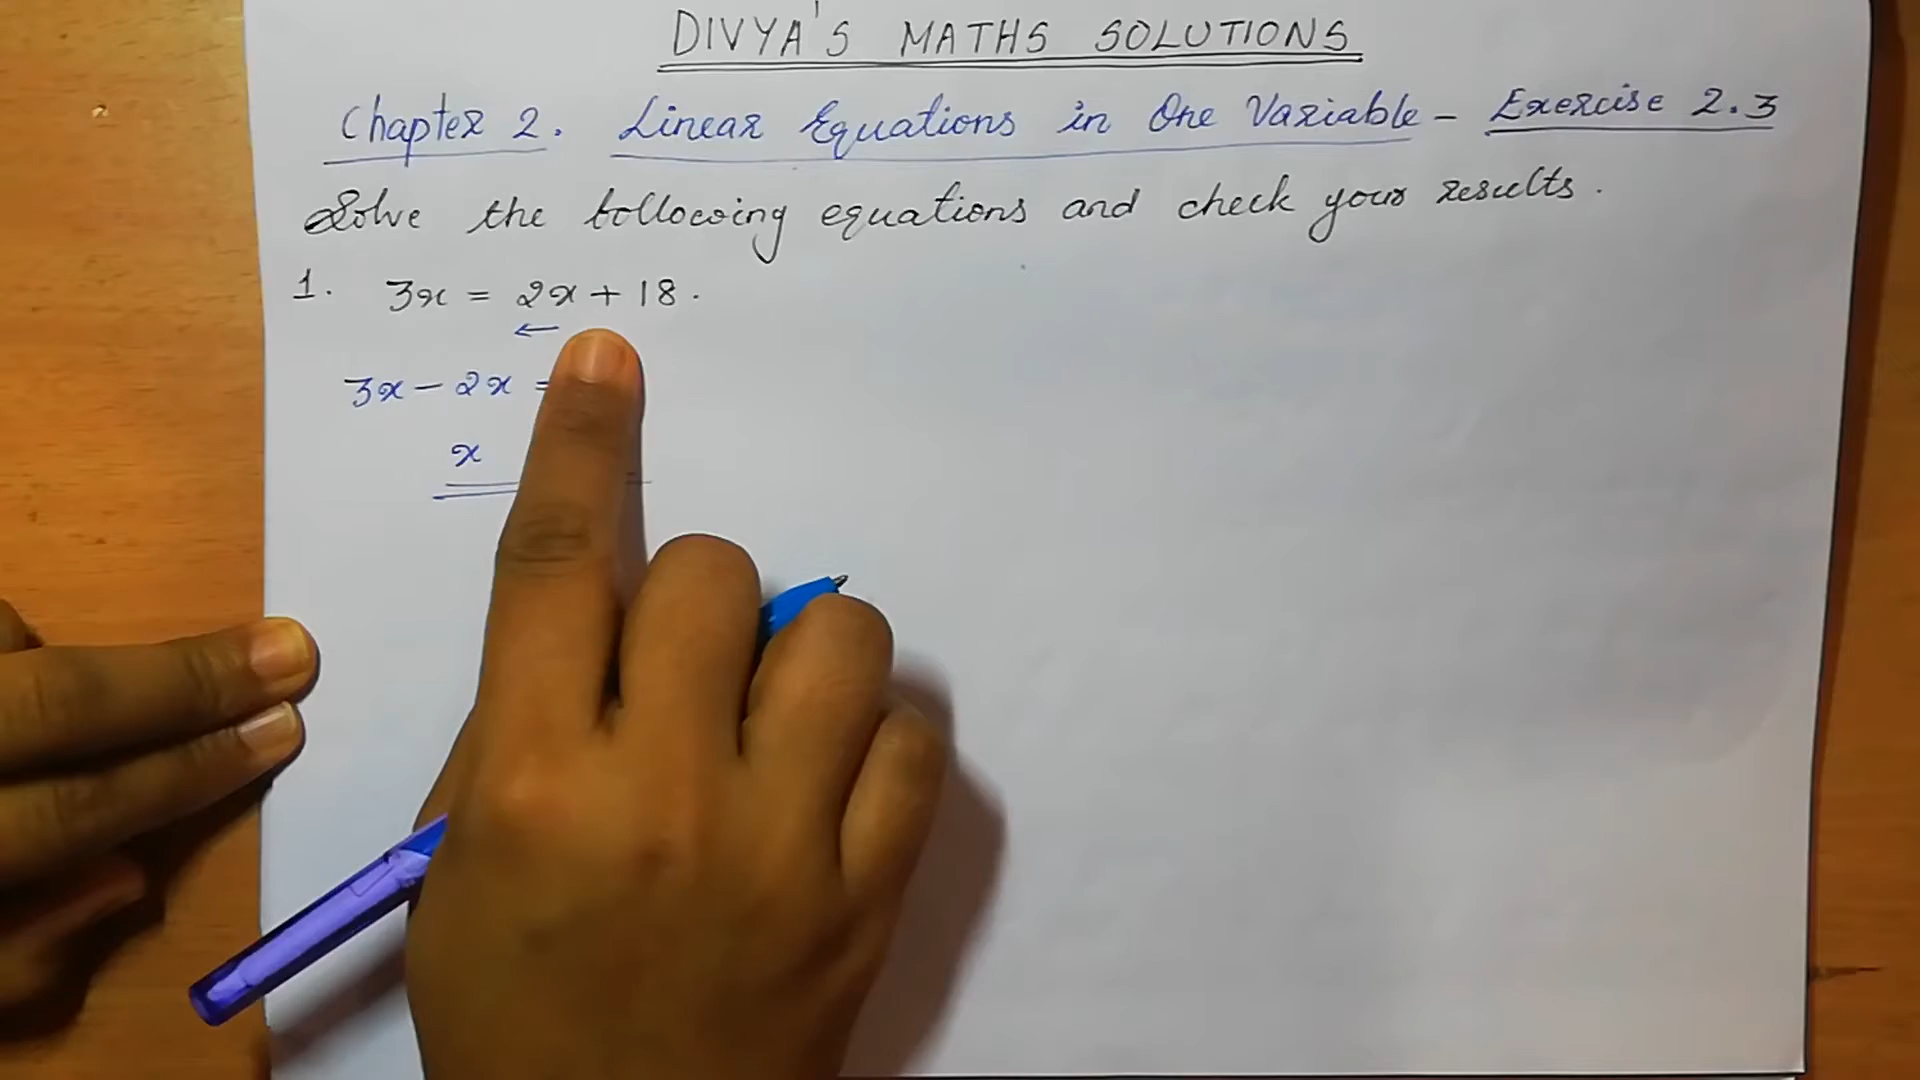 DIVYA'S MATHS SOLUTIONS
Chapter 2. Linear Equations in One Variable - Exercise 2.3
Solve the following equations and check your results.
1. 3x = 2x + 18.
←
3x - 2x =
x